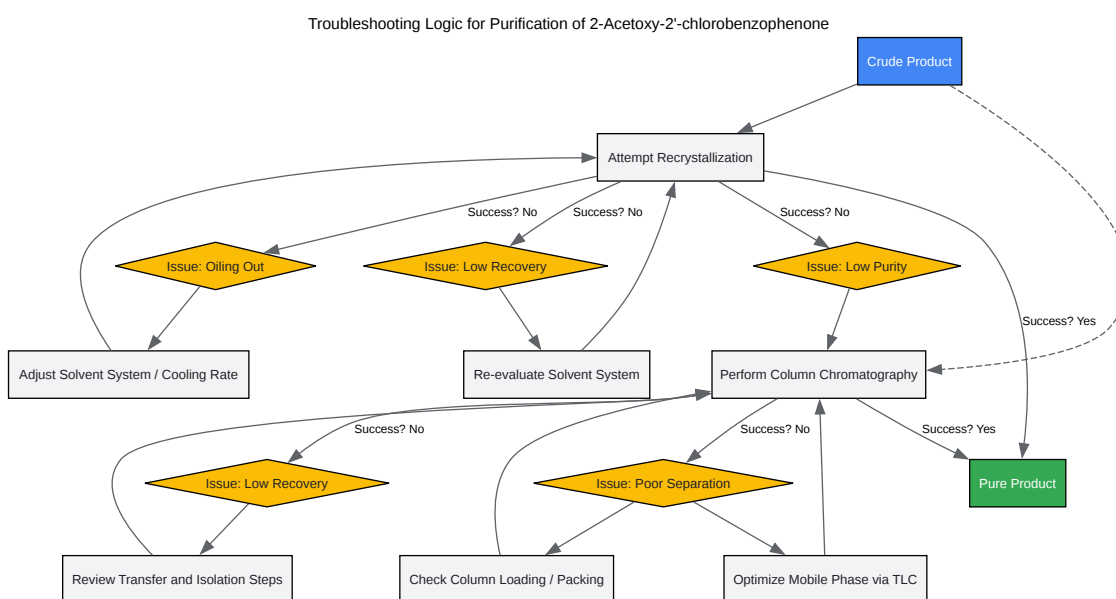 Troubleshooting Logic for Purification of 2-Acetoxy-2'-chlorobenzophenone
Crude Product
Attempt Recrystallization
Success? No
Success? No
Success? No
Issue: Oiling Out
Issue: Low Recovery
Issue: Low Purity
Success? Yes
Adjust Solvent System / Cooling Rate
Re-evaluate Solvent System
Perform Column Chromatography
Success? No
Success? No
Success? Yes
Issue: Low Recovery
Issue: Poor Separation
Pure Product
Review Transfer and Isolation Steps
Check Column Loading / Packing
Optimize Mobile Phase via TLC